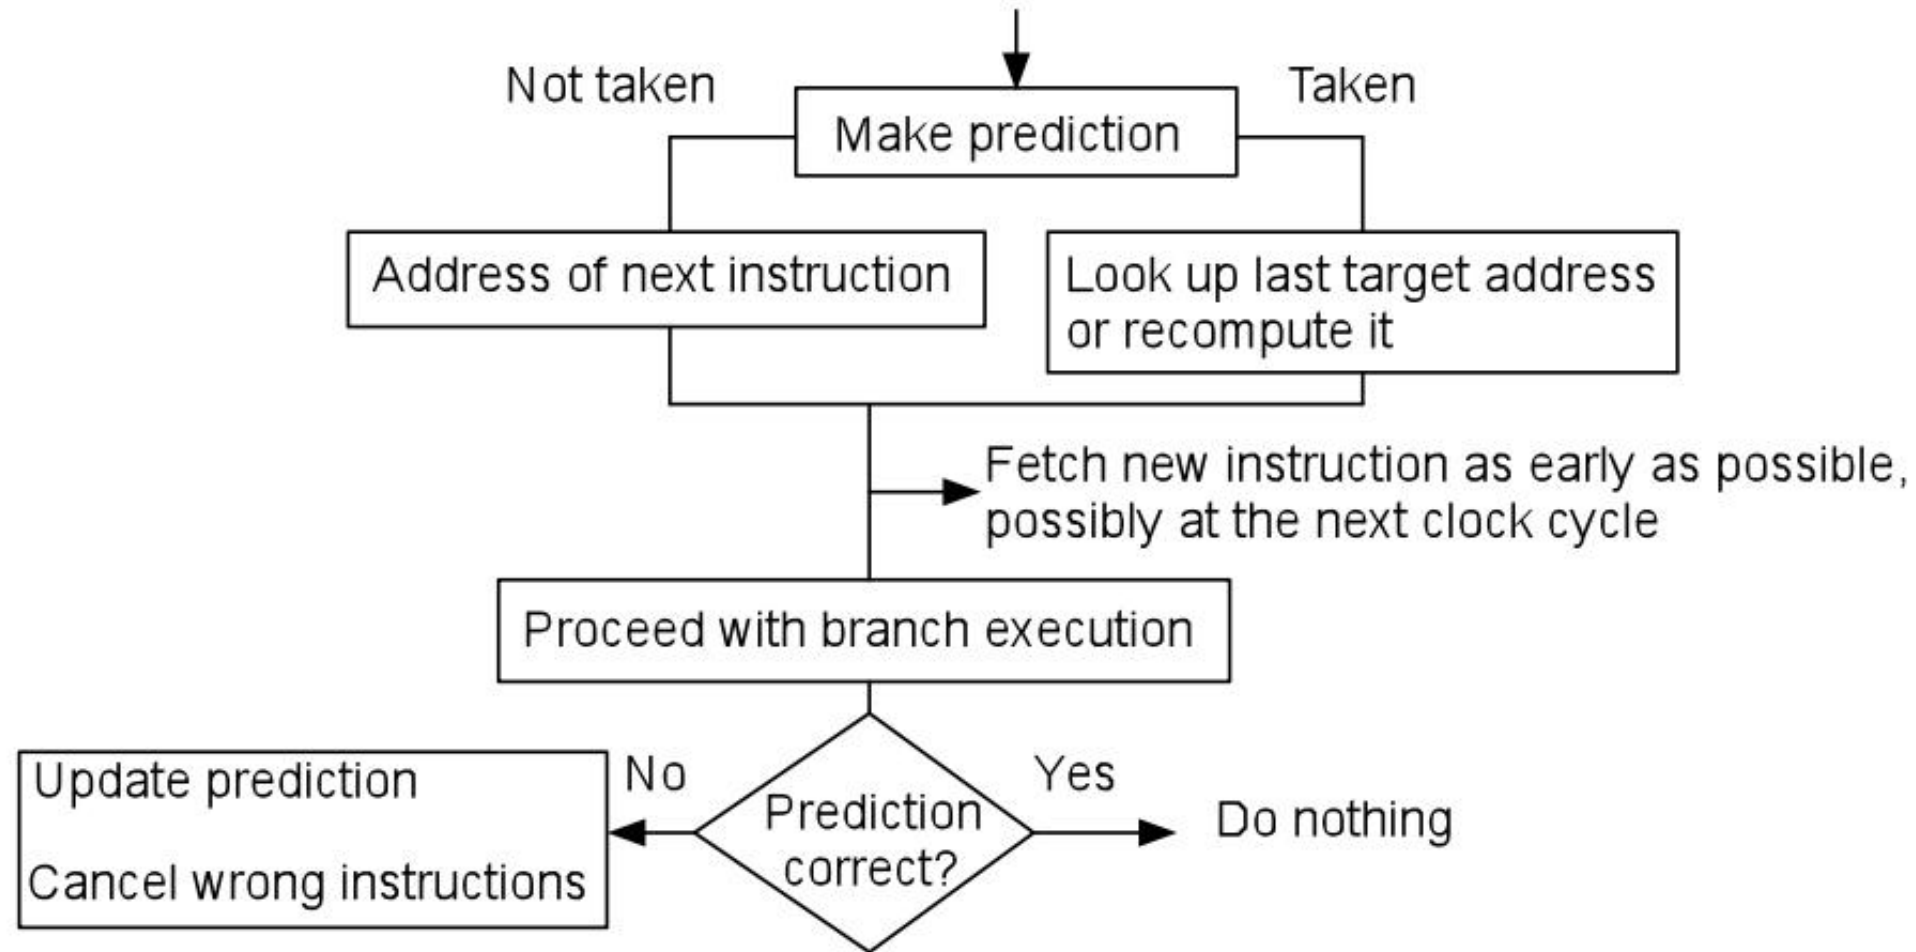 Not taken
Taken
Make prediction
Address of next instruction
Look up last target address
or recompute it
Fetch new instruction as early as possible,
possibly at the next clock cycle
Proceed with branch execution
Update prediction
No
Yes
Prediction
correct?
Do nothing
Cancel wrong instructions